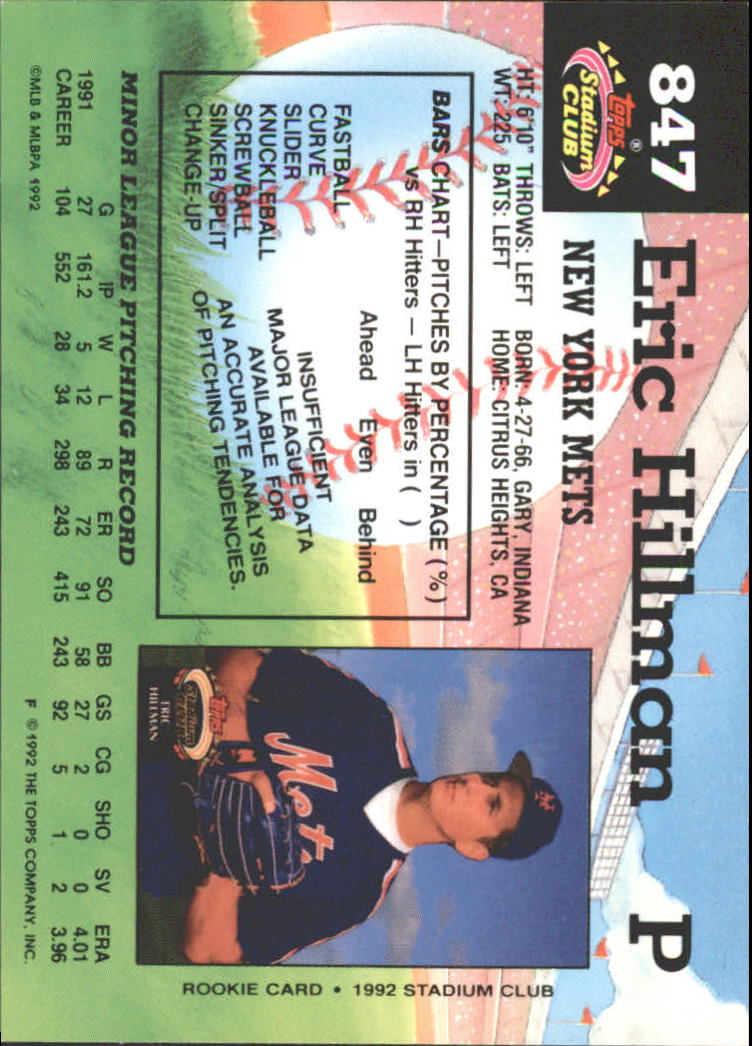 847
Topps®
Stadium
CLUB
Eric Hillman P
NEW YORK METS
HT: 6'10" THROWS: LEFT BORN: 4-27-66, GARY, INDIANA
WT: 225 BATS: LEFT HOME: CITRUS HEIGHTS, CA
BARS CHART—PITCHES BY PERCENTAGE (%)
vs RH Hitters — LH Hitters in ( )
Ahead Even Behind
FASTBALL
CURVE
SLIDER
KNUCKLEBALL
SCREWBALL
SINKER/SPLIT
CHANGE-UP
INSUFFICIENT
MAJOR LEAGUE DATA
AVAILABLE FOR
AN ACCURATE ANALYSIS
OF PITCHING TENDENCIES.
NY
Mets
Topps
Stadium
CLUB
ERIC
HILLMAN
ROOKIE CARD • 1992 STADIUM CLUB
MINOR LEAGUE PITCHING RECORD
G IP W L R ER SO BB GS CG SHO SV ERA
1991 27 161.2 5 12 89 72 91 58 27 2 0 0 4.01
CAREER 104 552 28 34 298 243 415 243 92 5 1 2 3.96
©MLB & MLBPA 1992
F © 1992 THE TOPPS COMPANY, INC.